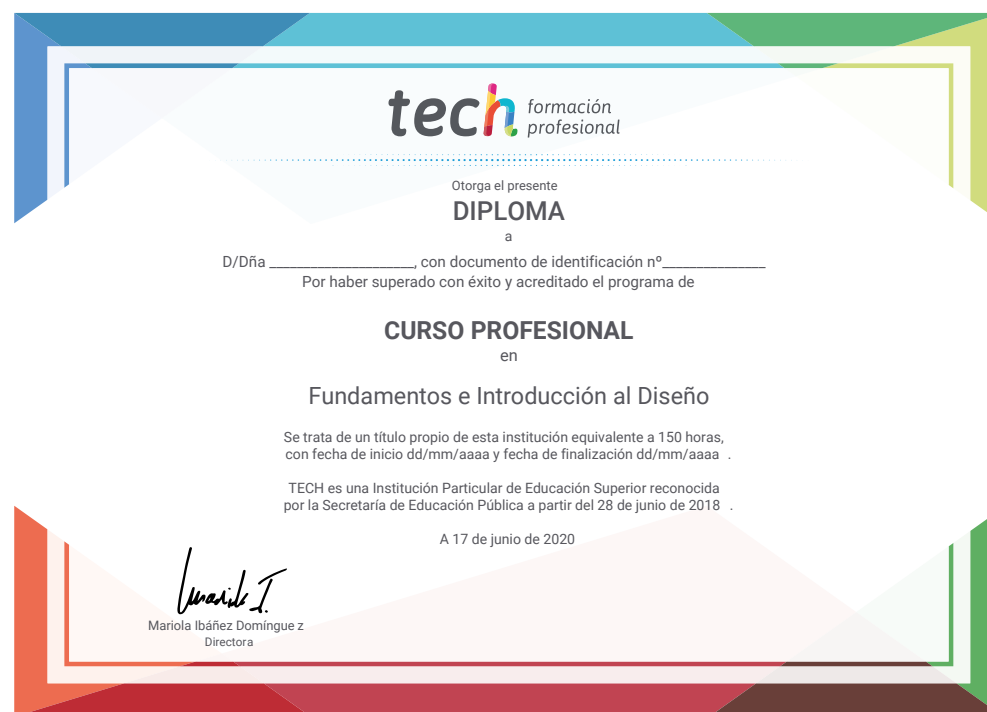 tech formación
profesional
Otorga el presente
DIPLOMA
a
D/Dña ____________________, con documento de identificación nº______________
Por haber superado con éxito y acreditado el programa de
CURSO PROFESIONAL
en
Fundamentos e Introducción al Diseño
Se trata de un título propio de esta institución equivalente a 150 horas,
con fecha de inicio dd/mm/aaaa y fecha de finalización dd/mm/aaaa .
TECH es una Institución Particular de Educación Superior reconocida
por la Secretaría de Educación Pública a partir del 28 de junio de 2018 .
A 17 de junio de 2020
Mariola I.
Mariola Ibáñez Domíngue z
Directora